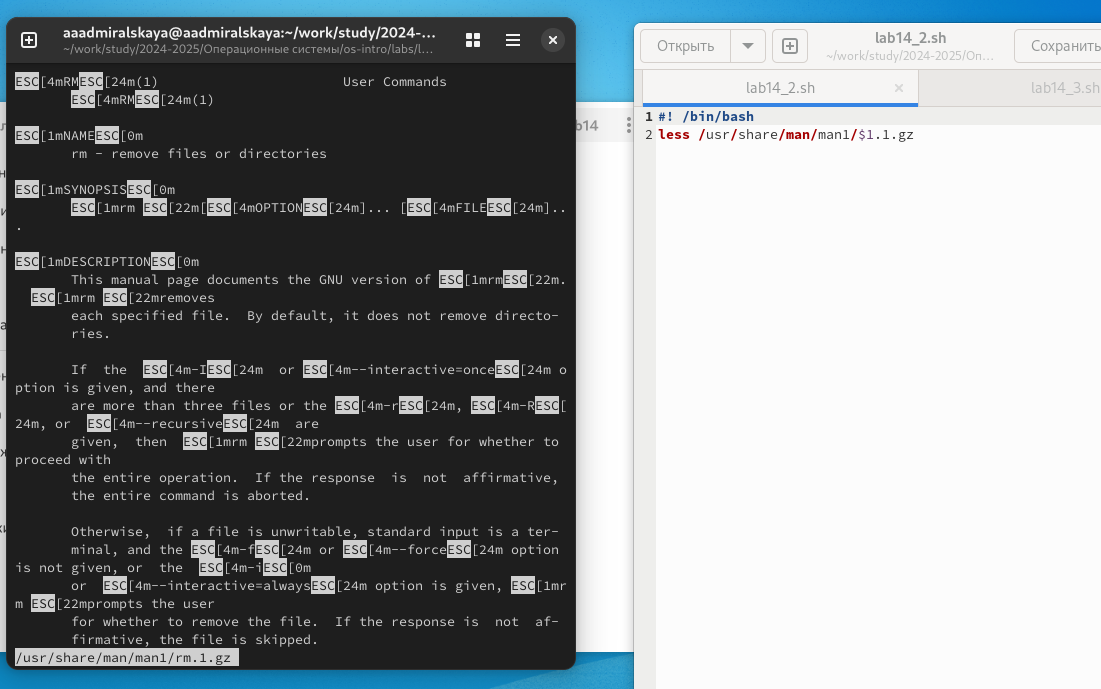 aaadmiralskaya@aadmiralskaya:~/work/study/2024-...
~/work/study/2024-2025/Операционные системы/os-intro/labs/l...
ESC[4mRMESC[24m(1) User Commands
ESC[4mRMESC[24m(1)
ESC[1mNAMEESC[0m
rm - remove files or directories
ESC[1mSYNOPSISESC[0m
ESC[1mrm ESC[22m[ESC[4mOPTIONESC[24m]... [ESC[4mFILEESC[24m]..
.
ESC[1mDESCRIPTIONESC[0m
This manual page documents the GNU version of ESC[1mrmESC[22m.
ESC[1mrm ESC[22mremoves
each specified file. By default, it does not remove directo-
ries.
If the ESC[4m-IESC[24m or ESC[4m--interactive=onceESC[24m o
ption is given, and there
are more than three files or the ESC[4m-rESC[24m, ESC[4m-RESC[
24m, or ESC[4m--recursiveESC[24m are
given, then ESC[1mrm ESC[22mprompts the user for whether to
proceed with
the entire operation. If the response is not affirmative,
the entire command is aborted.
Otherwise, if a file is unwritable, standard input is a ter-
minal, and the ESC[4m-fESC[24m or ESC[4m--forceESC[24m option
is not given, or the ESC[4m-iESC[0m
or ESC[4m--interactive=alwaysESC[24m option is given, ESC[1mr
m ESC[22mprompts the user
for whether to remove the file. If the response is not af-
firmative, the file is skipped.
/usr/share/man/man1/rm.1.gz
b14
Открыть
lab14_2.sh
~/work/study/2024-2025/Оп...
Сохранить
lab14_2.sh
lab14_3.sh
1 #! /bin/bash
2 less /usr/share/man/man1/$1.1.gz